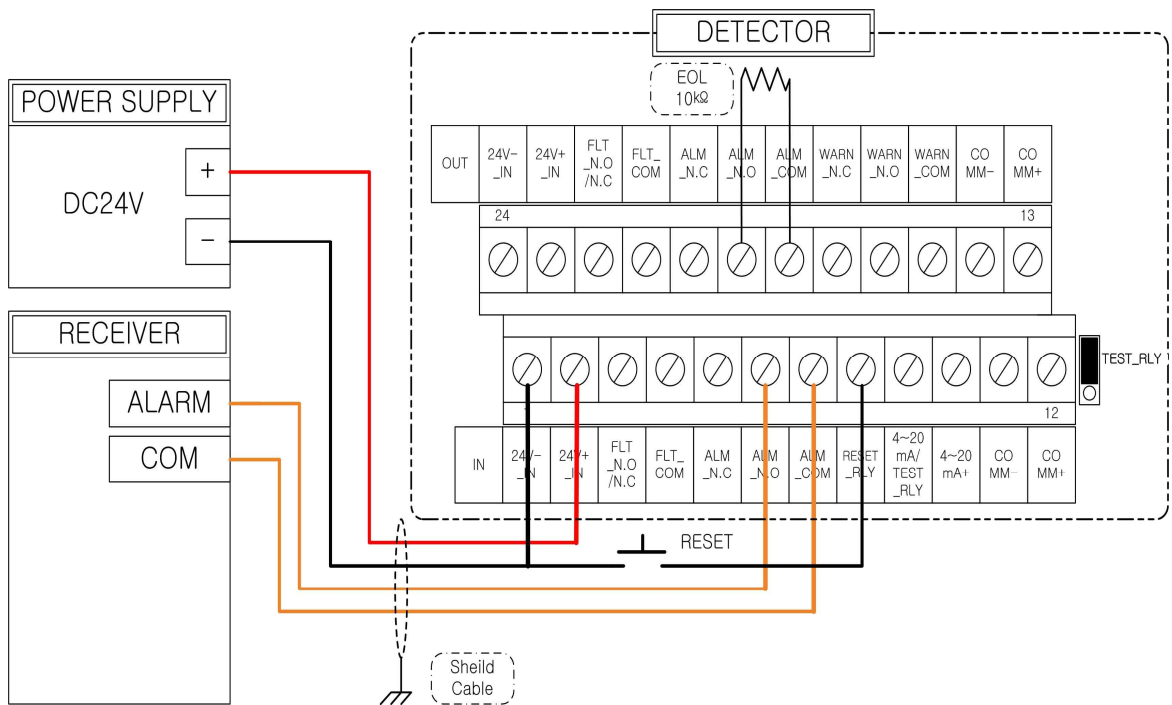 DETECTOR
EOL
10kΩ
POWER SUPPLY
+
DC24V
−
OUT
24V-
_IN
24V+
_IN
FLT
_N.O
/N.C
FLT_
COM
ALM
_N.C
ALM
_N.O
ALM
_COM
WARN
_N.C
WARN
_N.O
WARN
_COM
CO
MM-
CO
MM+
24
13
RECEIVER
ALARM
COM
TEST_RLY
12
IN
24V-
_IN
24V+
_IN
FLT
_N.O
/N.C
FLT_
COM
ALM
_N.C
ALM
_N.O
ALM
_COM
RESET
_RLY
4~20
mA/
TEST
_RLY
4~20
mA+
CO
MM-
CO
MM+
RESET
Sheild
Cable